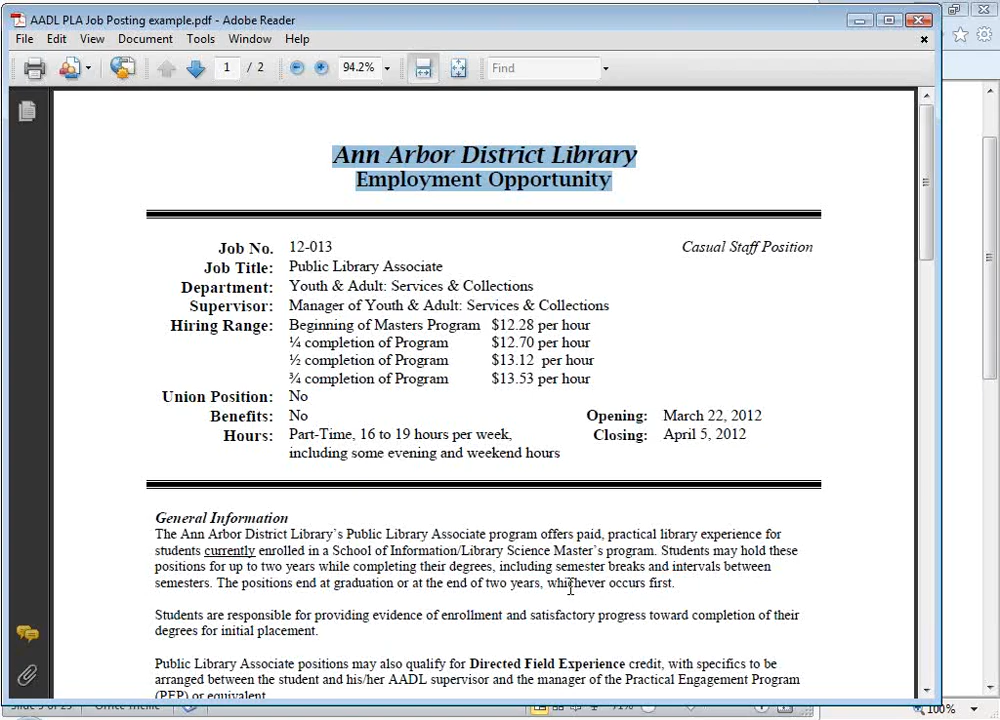 AADL PLA Job Posting example.pdf - Adobe Reader
File Edit View Document Tools Window Help
1 / 2 94.2% Find
Ann Arbor District Library
Employment Opportunity
Job No. 12-013 Casual Staff Position
Job Title: Public Library Associate
Department: Youth & Adult: Services & Collections
Supervisor: Manager of Youth & Adult: Services & Collections
Hiring Range: Beginning of Masters Program $12.28 per hour
¼ completion of Program $12.70 per hour
½ completion of Program $13.12 per hour
¾ completion of Program $13.53 per hour
Union Position: No
Benefits: No Opening: March 22, 2012
Hours: Part-Time, 16 to 19 hours per week, Closing: April 5, 2012
including some evening and weekend hours
General Information
The Ann Arbor District Library's Public Library Associate program offers paid, practical library experience for
students currently enrolled in a School of Information/Library Science Master's program. Students may hold these
positions for up to two years while completing their degrees, including semester breaks and intervals between
semesters. The positions end at graduation or at the end of two years, whichever occurs first.
Students are responsible for providing evidence of enrollment and satisfactory progress toward completion of their
degrees for initial placement.
Public Library Associate positions may also qualify for Directed Field Experience credit, with specifics to be
arranged between the student and his/her AADL supervisor and the manager of the Practical Engagement Program
(PEP) or equivalent
100%